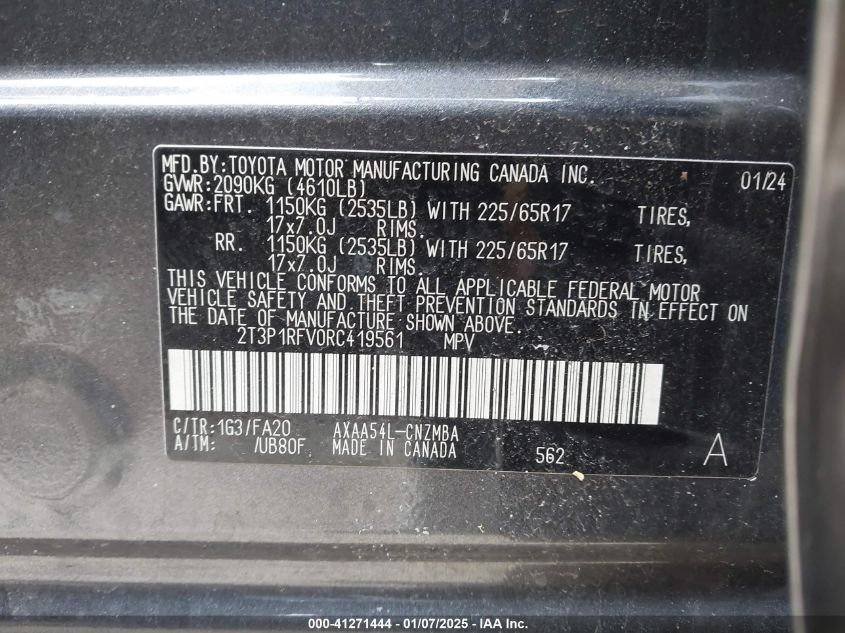 MFD.BY:TOYOTA MOTOR MANUFACTURING CANADA INC. 01/24
GVWR:2090KG (4610LB)
GAWR:FRT. 1150KG (2535LB) WITH 225/65R17 TIRES,
17x7.0J RIMS.
RR. 1150KG (2535LB) WITH 225/65R17 TIRES,
17x7.0J RIMS.
THIS VEHICLE CONFORMS TO ALL APPLICABLE FEDERAL MOTOR
VEHICLE SAFETY AND THEFT PREVENTION STANDARDS IN EFFECT ON
THE DATE OF MANUFACTURE SHOWN ABOVE.
2T3P1RFV0RC419561 MPV
C/TR:1G3/FA20 AXAA54L-CNZMBA
A/TM: /UB80F MADE IN CANADA 562 A
000-41271444 — 01/07/2025 — IAA Inc.